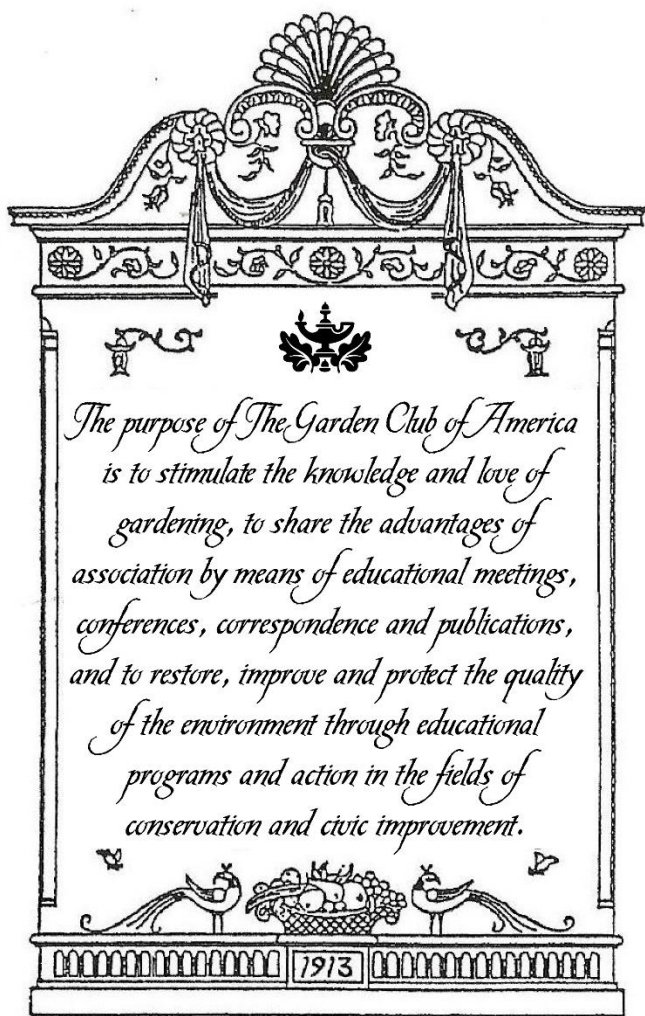 The purpose of The Garden Club of America
is to stimulate the knowledge and love of
gardening, to share the advantages of
association by means of educational meetings,
conferences, correspondence and publications,
and to restore, improve and protect the quality
of the environment through educational
programs and action in the fields of
conservation and civic improvement.
1913